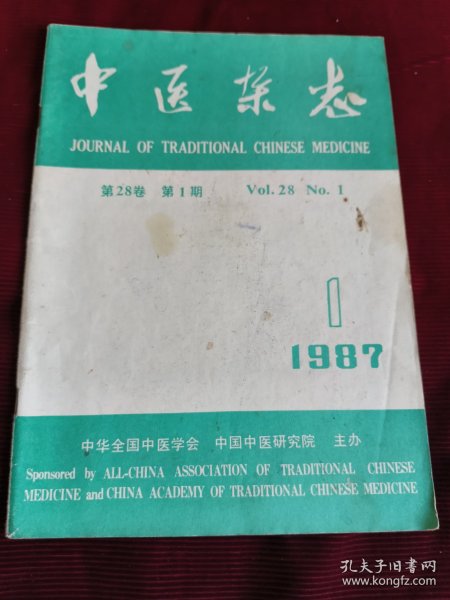 中医杂志
JOURNAL OF TRADITIONAL CHINESE MEDICINE
第28卷 第1期 Vol. 28 No. 1
1
1987
中华全国中医学会 中国中医研究院 主办
Sponsored by ALL-CHINA ASSOCIATION OF TRADITIONAL CHINESE
MEDICINE and CHINA ACADEMY OF TRADITIONAL CHINESE MEDICINE
孔夫子旧书网
www.kongfz.com